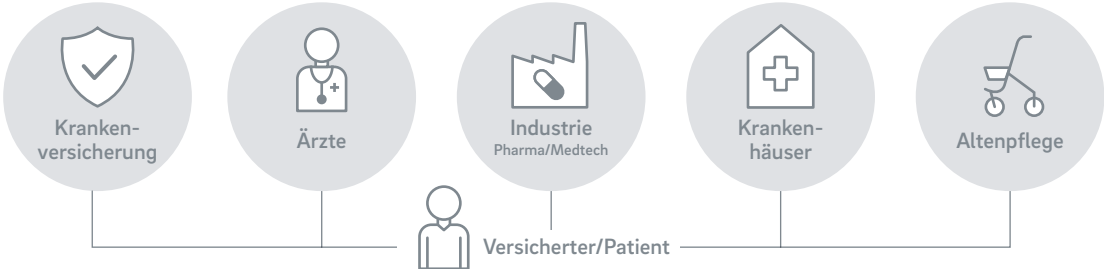 Kranken-
versicherung
Ärzte
Industrie
Pharma/Medtech
Kranken-
häuser
Altenpflege
Versicherter/Patient